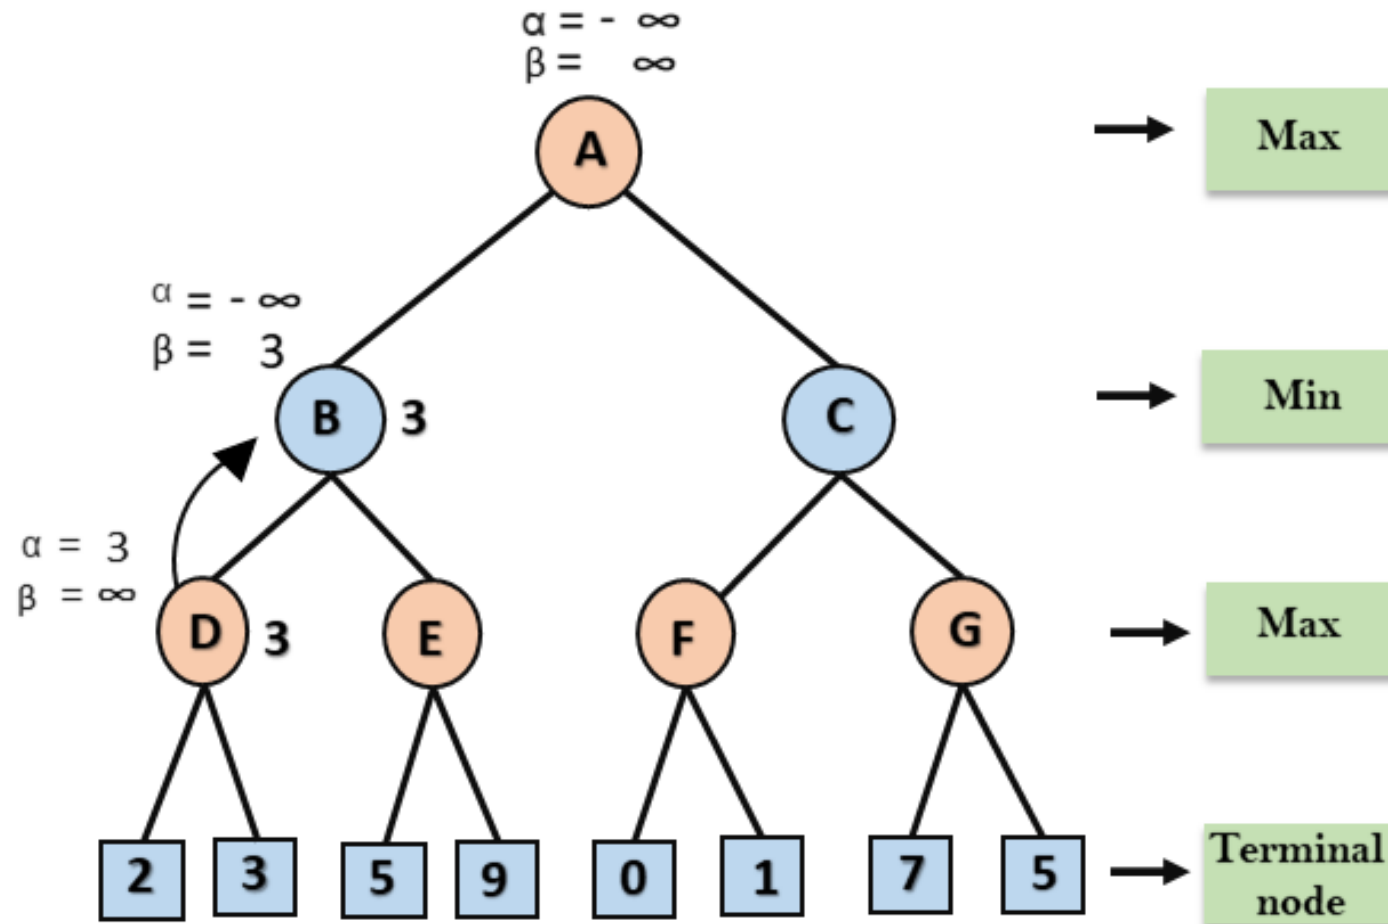 α = - ∞
β = ∞
A
Max
α = - ∞
β = 3
B 3
C
Min
α = 3
β = ∞
D 3
E
F
G
Max
2
3
5
9
0
1
7
5
Terminal
node